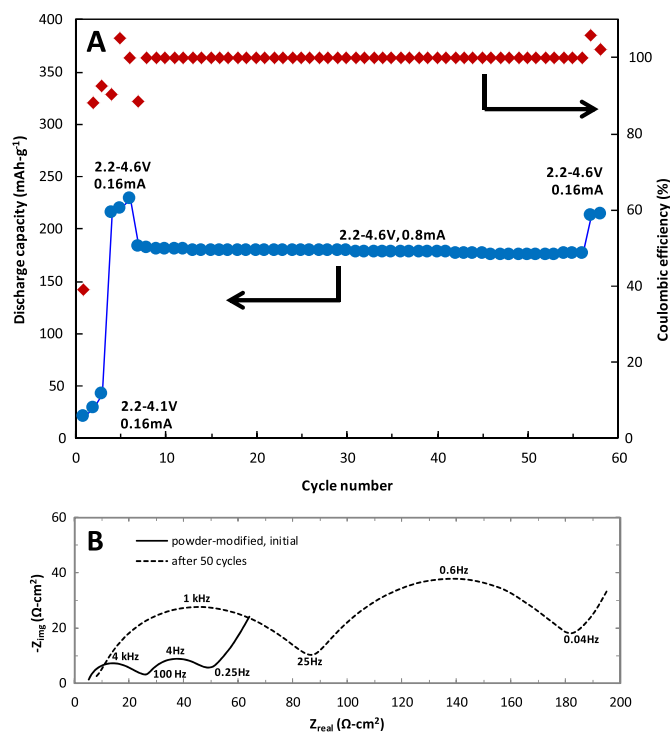 A
400
350
300
250
200
150
100
50
0
Discharge capacity (mAh-g-1)
100
80
60
40
20
0
Coulombic efficiency (%)
2.2-4.6V
0.16mA
2.2-4.6V
0.16mA
2.2-4.6V, 0.8mA
2.2-4.1V
0.16mA
0 10 20 30 40 50 60
Cycle number
B
60
40
20
0
-Zimg (Ω-cm2)
powder-modified, initial
after 50 cycles
0.6Hz
1 kHz
4 kHz
4Hz
100 Hz
0.25Hz
25Hz
0.04Hz
0 20 40 60 80 100 120 140 160 180 200
Zreal (Ω-cm2)